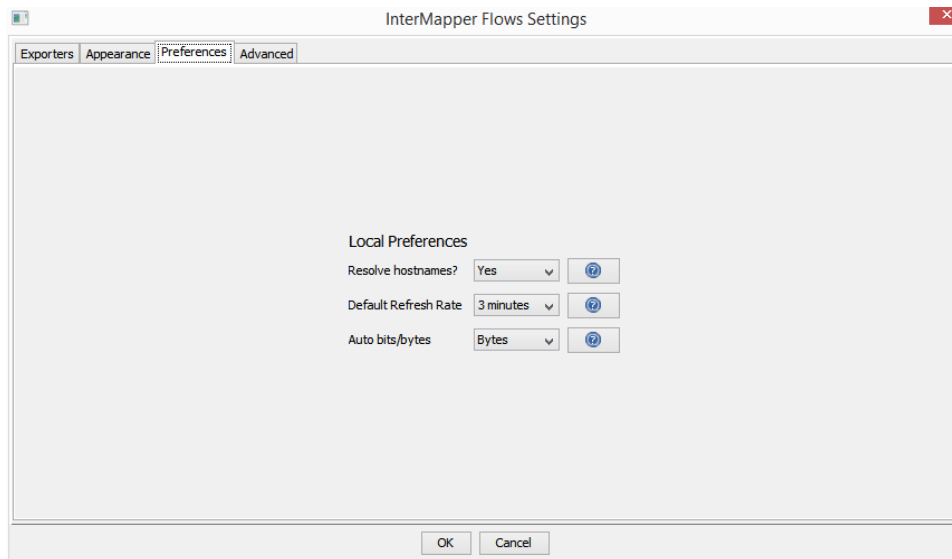 InterMapper Flows Settings
Exporters Appearance Preferences Advanced
Local Preferences
Resolve hostnames? Yes
Default Refresh Rate 3 minutes
Auto bits/bytes Bytes
OK Cancel